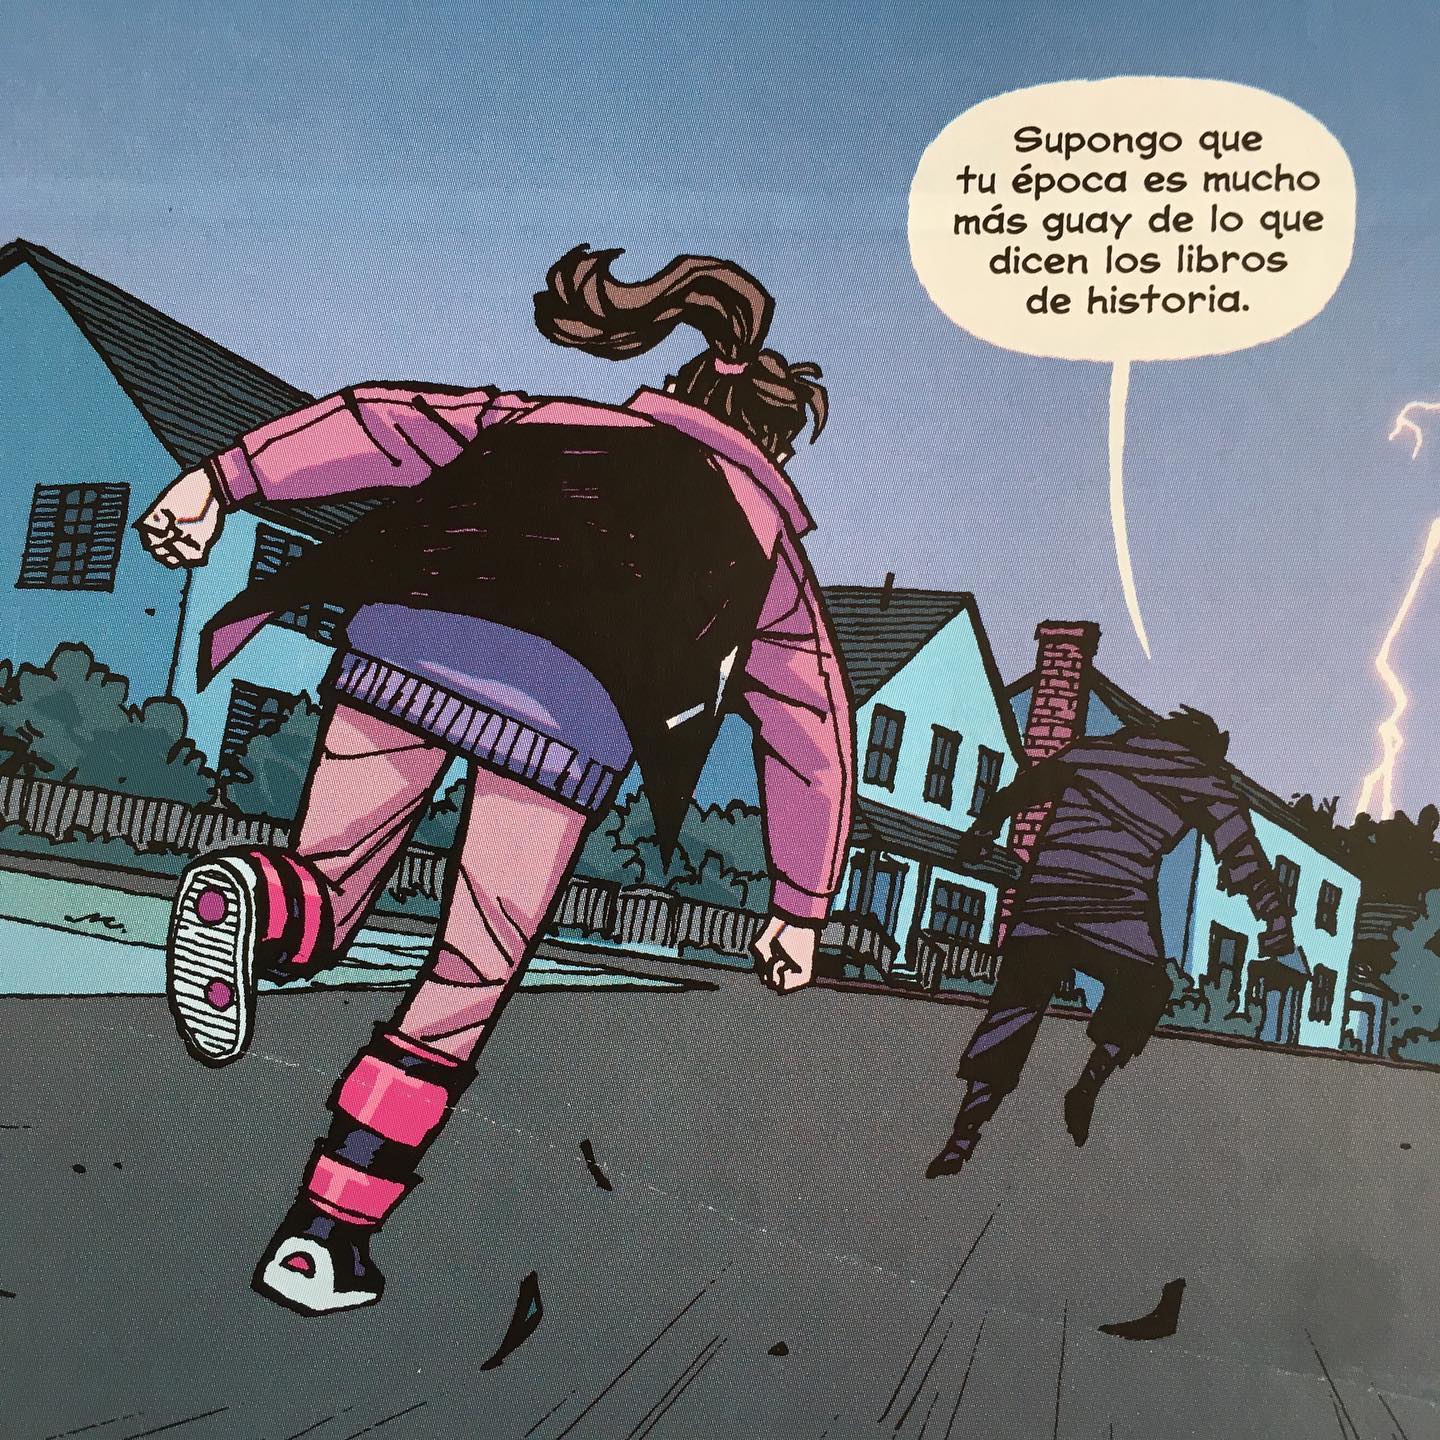 Supongo que
tu época es mucho
más guay de lo que
dicen los libros
de historia.